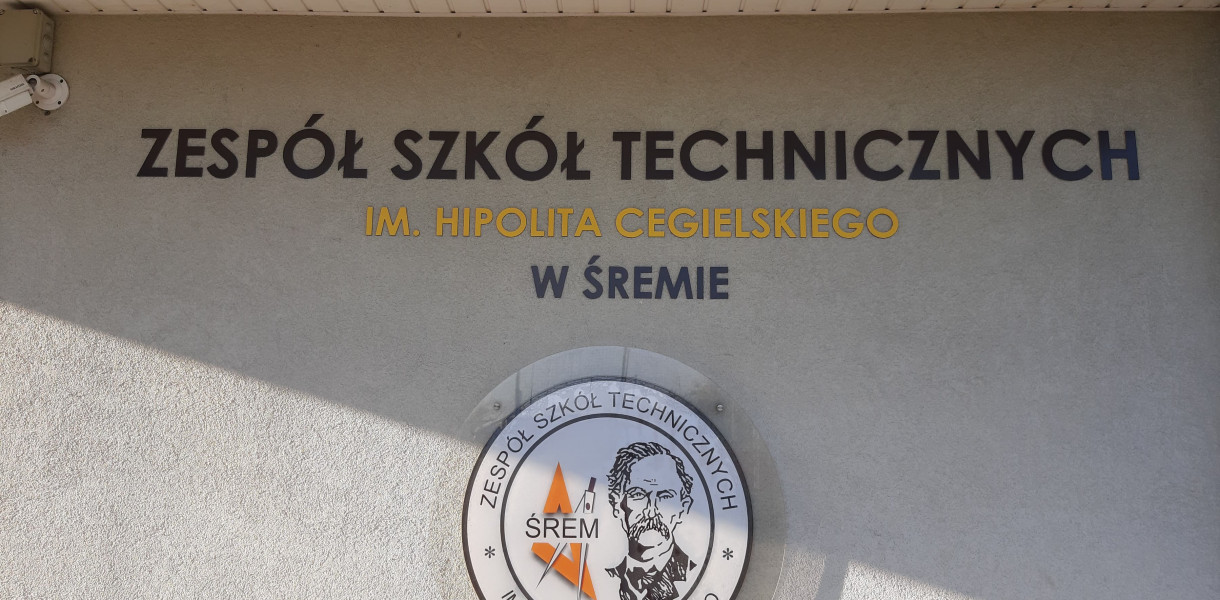 ZESPÓŁ SZKÓŁ TECHNICZNYCH
IM. HIPOLITA CEGIELSKIEGO
W ŚREMIE
* ZESPÓŁ SZKÓŁ TECHNICZNYCH *
ŚREM